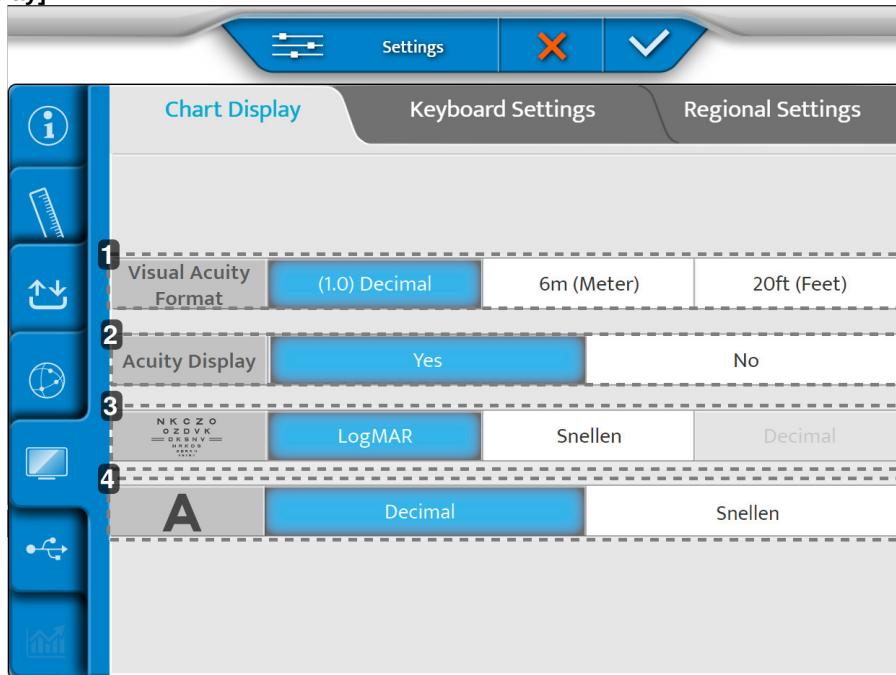 ay]
Settings
Chart Display Keyboard Settings Regional Settings
1
Visual Acuity
Format
(1.0) Decimal 6m (Meter) 20ft (Feet)
2
Acuity Display Yes No
3
N K C Z O
O Z D V K
D K S N V
LogMAR Snellen Decimal
4
A Decimal Snellen